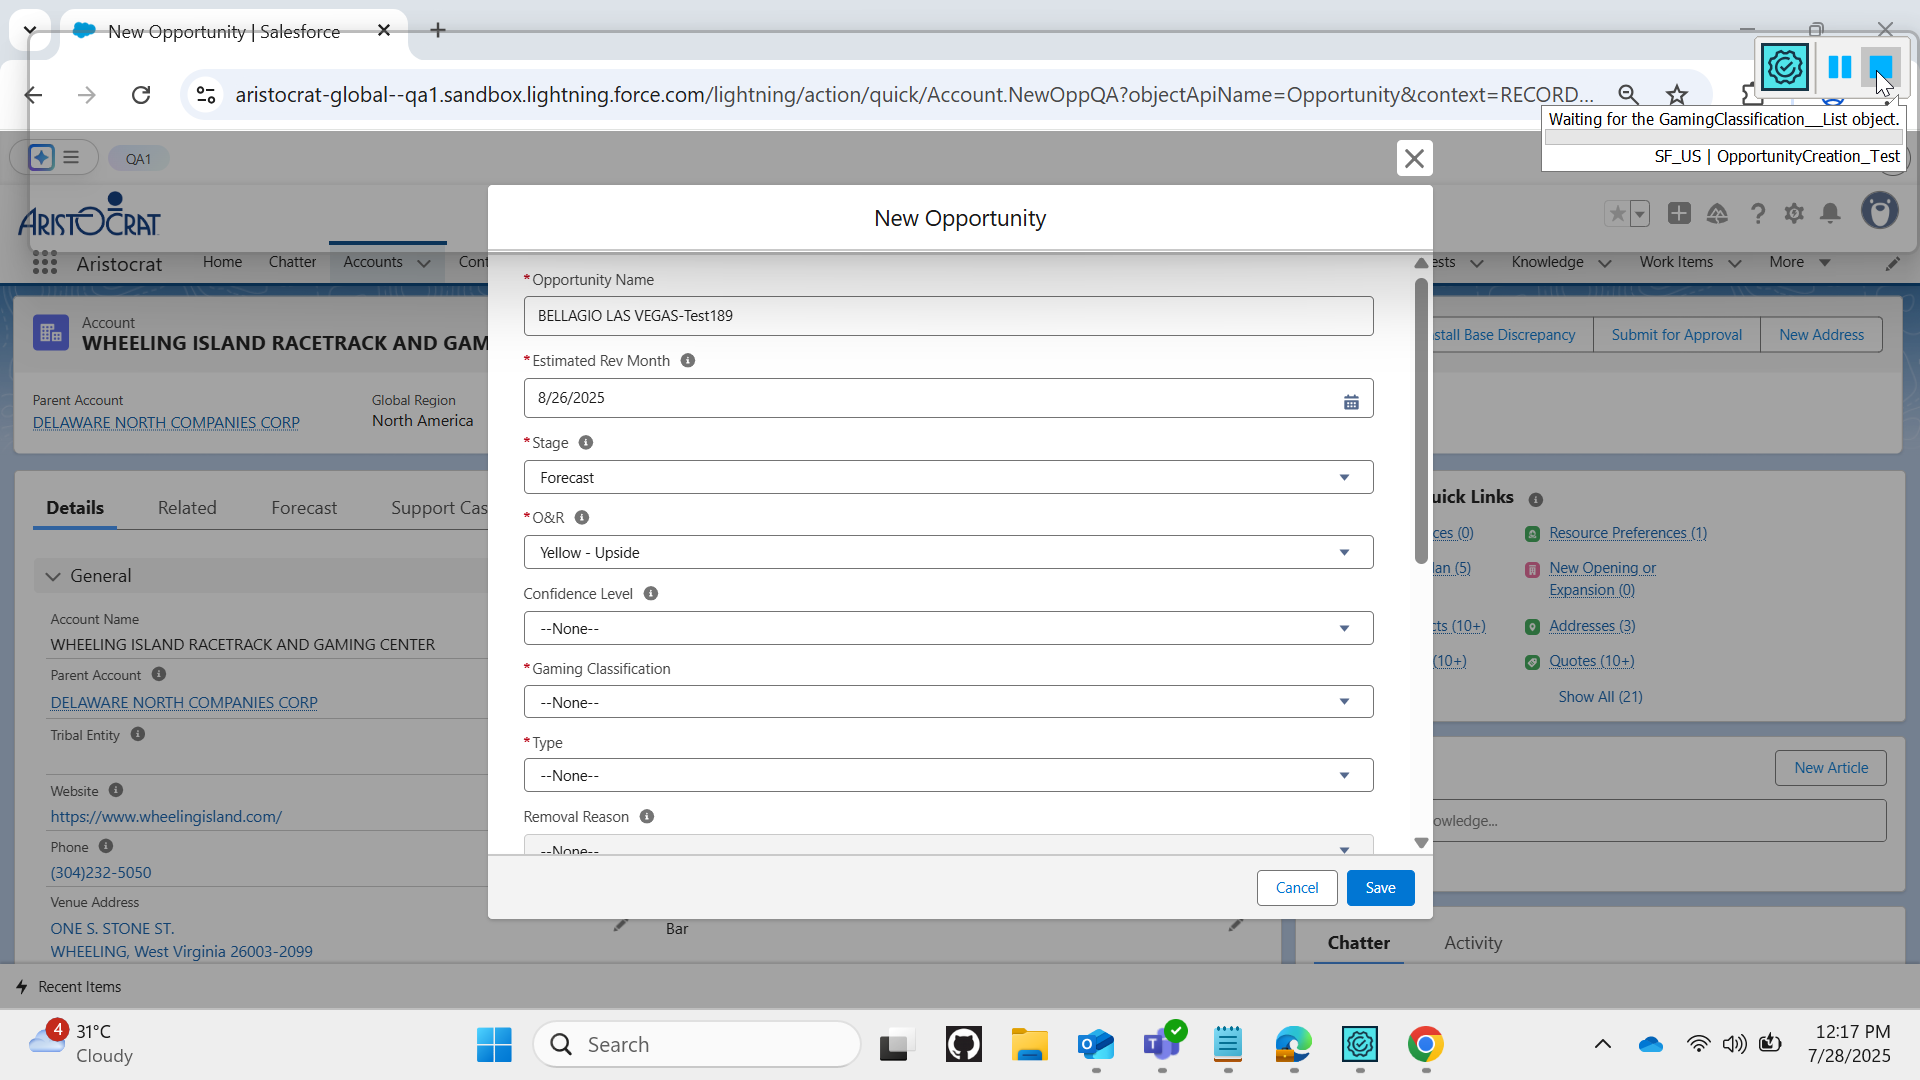 New Opportunity | Salesforce
aristocrat-global--qa1.sandbox.lightning.force.com/lightning/action/quick/Account.NewOppQA?objectApiName=Opportunity&context=RECORD...
Waiting for the GamingClassification__List object.
SF_US | OpportunityCreation_Test
QA1
ARISTOCRAT
New Opportunity
Aristocrat
Home
Chatter
Accounts
Cont
ests
Knowledge
Work Items
More
Account
WHEELING ISLAND RACETRACK AND GAM
stall Base Discrepancy
Submit for Approval
New Address
Parent Account
DELAWARE NORTH COMPANIES CORP
Global Region
North America
Details
Related
Forecast
Support Cas
General
Account Name
WHEELING ISLAND RACETRACK AND GAMING CENTER
Parent Account
DELAWARE NORTH COMPANIES CORP
Tribal Entity
Website
https://www.wheelingisland.com/
Phone
(304)232-5050
Venue Address
ONE S. STONE ST.
WHEELING, West Virginia 26003-2099
Bar
*Opportunity Name
BELLAGIO LAS VEGAS-Test189
*Estimated Rev Month
8/26/2025
*Stage
Forecast
*O&R
Yellow - Upside
Confidence Level
--None--
*Gaming Classification
--None--
*Type
--None--
Removal Reason
--None--
Cancel
Save
uick Links
ces (0)
Resource Preferences (1)
lan (5)
New Opening or
Expansion (0)
cts (10+)
Addresses (3)
(10+)
Quotes (10+)
Show All (21)
New Article
owledge...
Chatter
Activity
Recent Items
4
31°C
Cloudy
Search
12:17 PM
7/28/2025